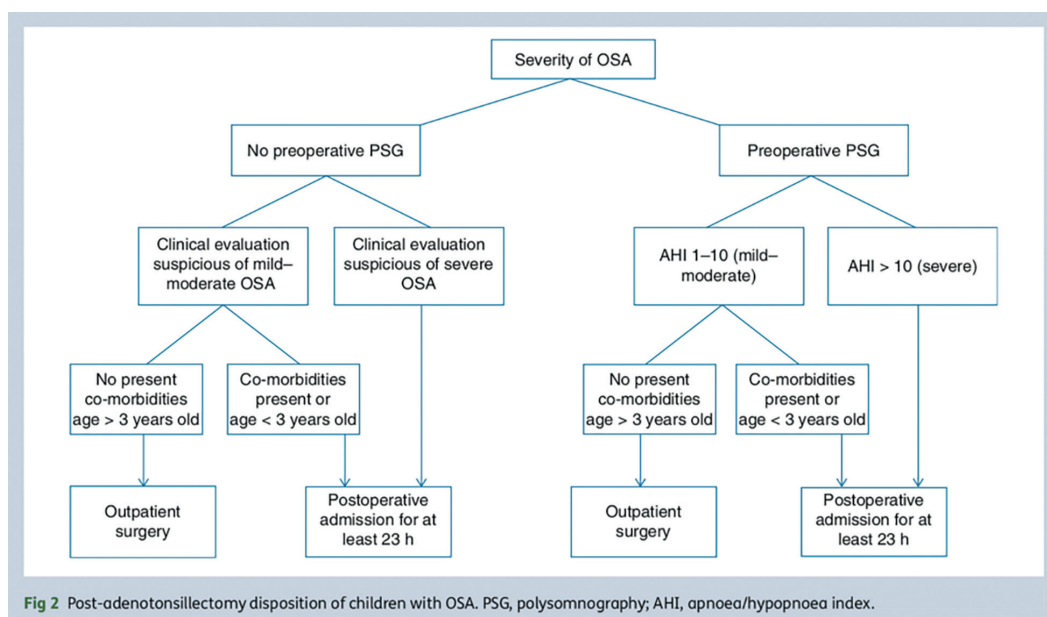 Severity of OSA
No preoperative PSG
Preoperative PSG
Clinical evaluation
suspicious of mild–
moderate OSA
Clinical evaluation
suspicious of severe
OSA
AHI 1–10 (mild–
moderate)
AHI > 10 (severe)
No present
co-morbidities
age > 3 years old
Co-morbidities
present or
age < 3 years old
No present
co-morbidities
age > 3 years old
Co-morbidities
present or
age < 3 years old
Outpatient
surgery
Postoperative
admission for at
least 23 h
Outpatient
surgery
Postoperative
admission for at
least 23 h
Fig 2 Post-adenotonsillectomy disposition of children with OSA. PSG, polysomnography; AHI, apnoea/hypopnoea index.